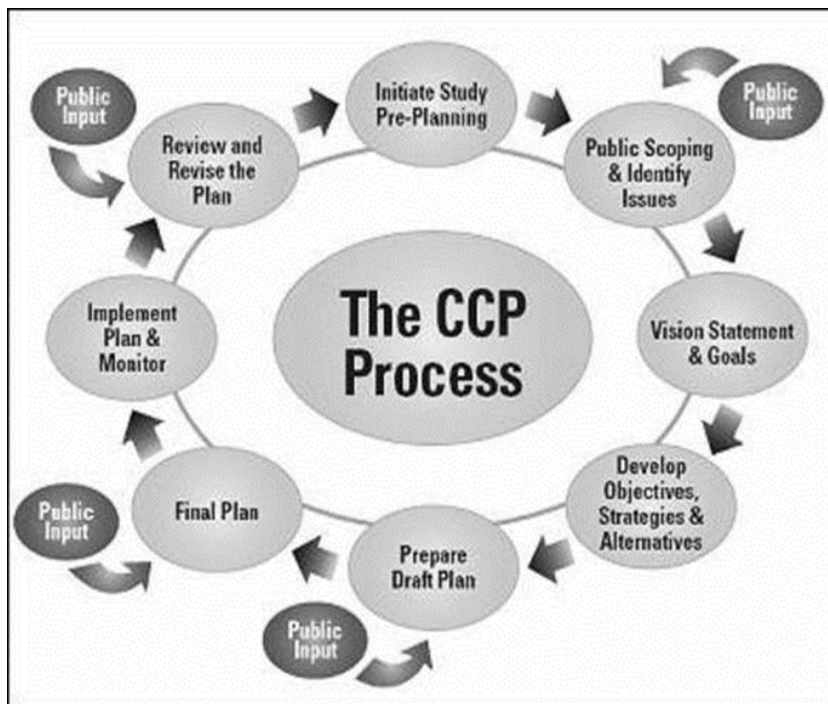 Initiate Study
Pre-Planning
Public
Input
Public Scoping
& Identify
Issues
Vision Statement
& Goals
Develop
Objectives,
Strategies &
Alternatives
Prepare
Draft Plan
Public
Input
Final Plan
Public
Input
Implement
Plan &
Monitor
Review and
Revise the
Plan
Public
Input
The CCP
Process